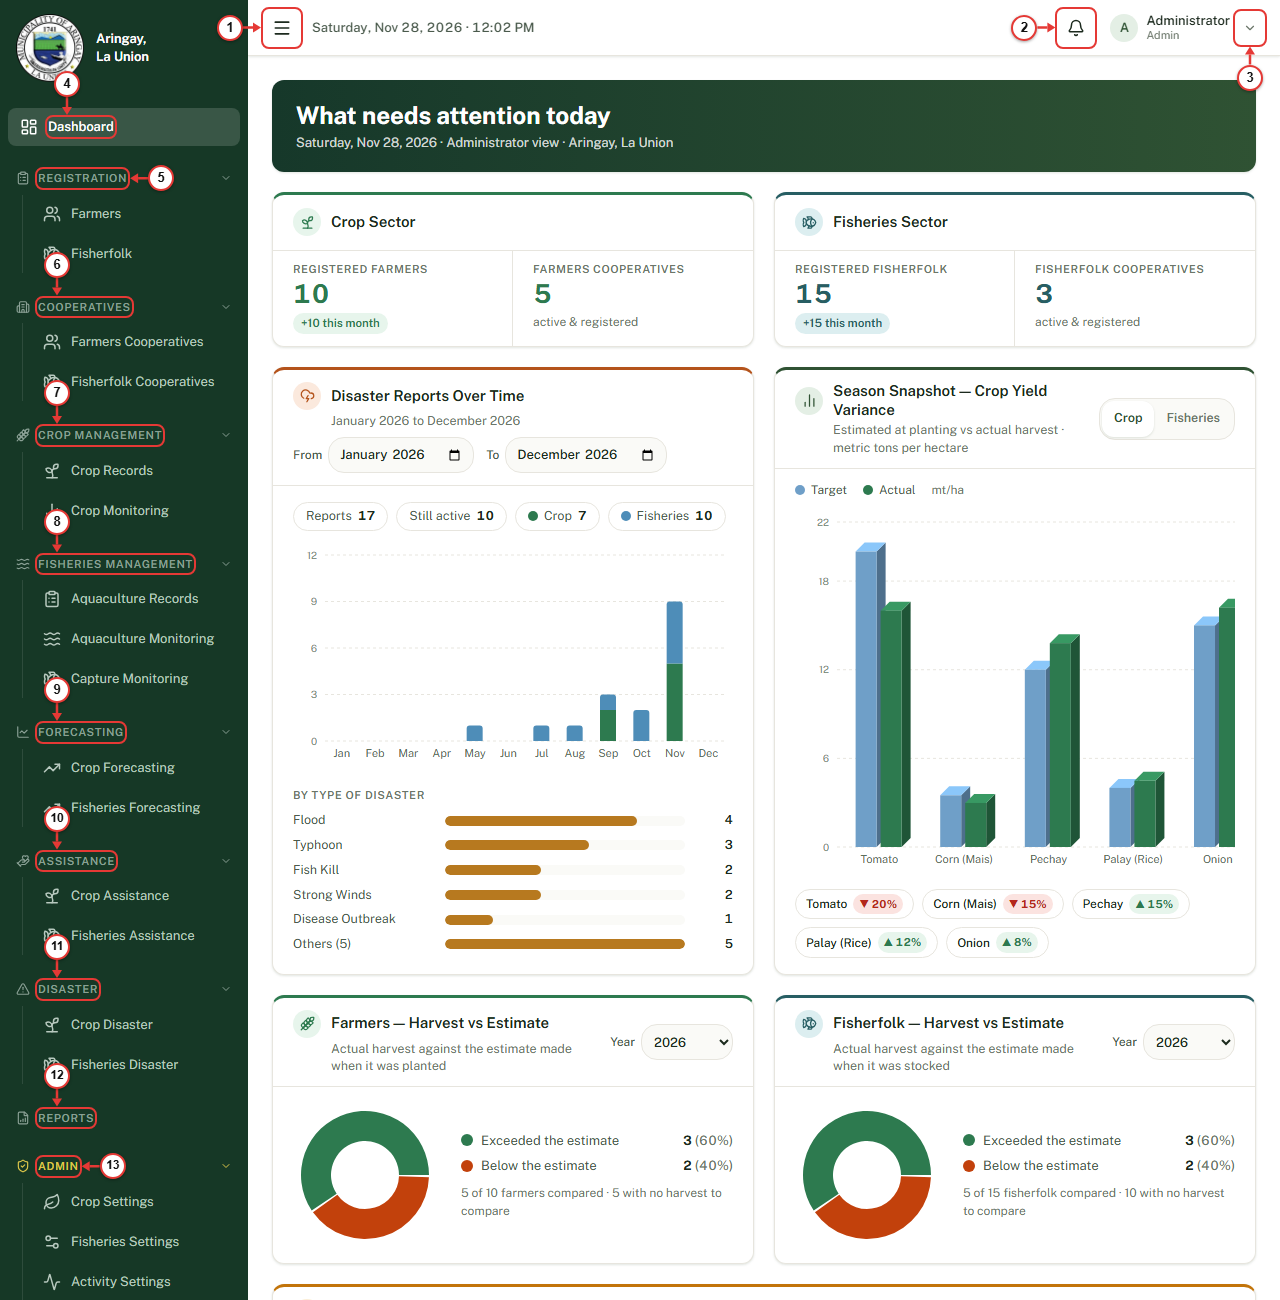 Aringay,
La Union
MUNICIPALITY OF ARINGAY
1741
LA UNION
1
Saturday, Nov 28, 2026 · 12:02 PM
2
A
Administrator
Admin
3
4
Dashboard
REGISTRATION
5
Farmers
Fisherfolk
6
COOPERATIVES
Farmers Cooperatives
Fisherfolk Cooperatives
7
CROP MANAGEMENT
Crop Records
Crop Monitoring
8
FISHERIES MANAGEMENT
Aquaculture Records
Aquaculture Monitoring
Capture Monitoring
9
FORECASTING
Crop Forecasting
Fisheries Forecasting
10
ASSISTANCE
Crop Assistance
Fisheries Assistance
11
DISASTER
Crop Disaster
Fisheries Disaster
12
REPORTS
ADMIN
13
Crop Settings
Fisheries Settings
Activity Settings
What needs attention today
Saturday, Nov 28, 2026 · Administrator view · Aringay, La Union
Crop Sector
REGISTERED FARMERS
10
+10 this month
FARMERS COOPERATIVES
5
active & registered
Fisheries Sector
REGISTERED FISHERFOLK
15
+15 this month
FISHERFOLK COOPERATIVES
3
active & registered
Disaster Reports Over Time
January 2026 to December 2026
From January 2026 To December 2026
Reports 17 Still active 10 Crop 7 Fisheries 10
12
9
6
3
0
Jan Feb Mar Apr May Jun Jul Aug Sep Oct Nov Dec
BY TYPE OF DISASTER
Flood 4
Typhoon 3
Fish Kill 2
Strong Winds 2
Disease Outbreak 1
Others (5) 5
Season Snapshot — Crop Yield
Variance
Estimated at planting vs actual harvest ·
metric tons per hectare
Crop Fisheries
Target Actual mt/ha
22
18
12
6
0
Tomato Corn (Mais) Pechay Palay (Rice) Onion
Tomato ▼ 20% Corn (Mais) ▼ 15% Pechay ▲ 15%
Palay (Rice) ▲ 12% Onion ▲ 8%
Farmers — Harvest vs Estimate
Actual harvest against the estimate made
when it was planted
Year 2026
Exceeded the estimate 3 (60%)
Below the estimate 2 (40%)
5 of 10 farmers compared · 5 with no harvest to
compare
Fisherfolk — Harvest vs Estimate
Actual harvest against the estimate made
when it was stocked
Year 2026
Exceeded the estimate 3 (60%)
Below the estimate 2 (40%)
5 of 15 fisherfolk compared · 10 with no harvest
to compare